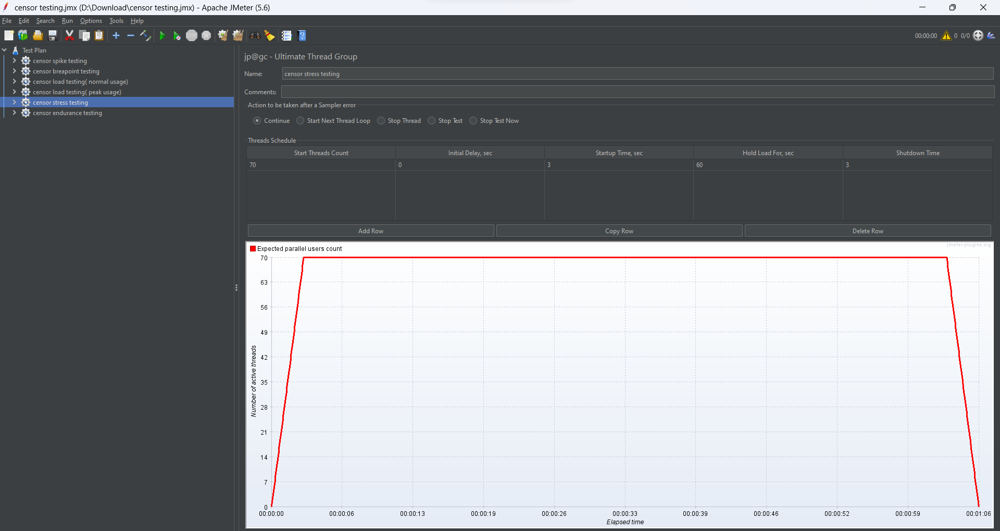 censor testing.jmx (D:\Download\censor testing.jmx) - Apache JMeter (5.6)
File Edit Search Run Options Tools Help
STOP
00:00:00 0 0/0
Test Plan
censor spike testing
censor breapoint testing
censor load testing( normal usage)
censor load testing( peak usage)
censor stress testing
censor endurance testing
jp@gc - Ultimate Thread Group
Name: censor stress testing
Comments:
Action to be taken after a Sampler error
Continue Start Next Thread Loop Stop Thread Stop Test Stop Test Now
Threads Schedule
Start Threads Count Initial Delay, sec Startup Time, sec Hold Load For, sec Shutdown Time
70 0 3 60 3
Add Row Copy Row Delete Row
Expected parallel users count
jmeter-plugins.org
70
63
56
49
42
35
28
21
14
7
0
Number of active threads
00:00:00 00:00:06 00:00:13 00:00:19 00:00:26 00:00:33 00:00:39 00:00:46 00:00:52 00:00:59 00:01:06
Elapsed time